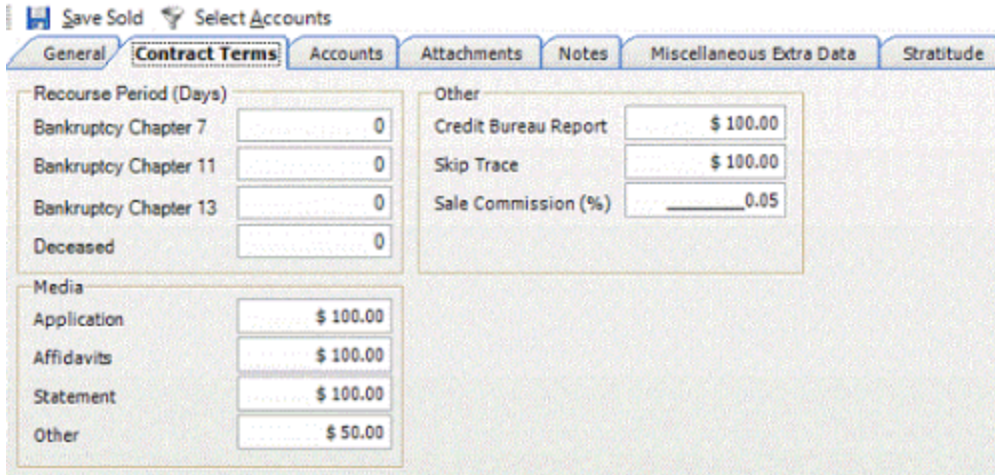 Save Sold Select Accounts
General Contract Terms Accounts Attachments Notes Miscellaneous Extra Data Stratitude
Recourse Period (Days)
Bankruptcy Chapter 7 0
Bankruptcy Chapter 11 0
Bankruptcy Chapter 13 0
Deceased 0
Other
Credit Bureau Report $ 100.00
Skip Trace $ 100.00
Sale Commission (%) ________0.05
Media
Application $ 100.00
Affidavits $ 100.00
Statement $ 100.00
Other $ 50.00